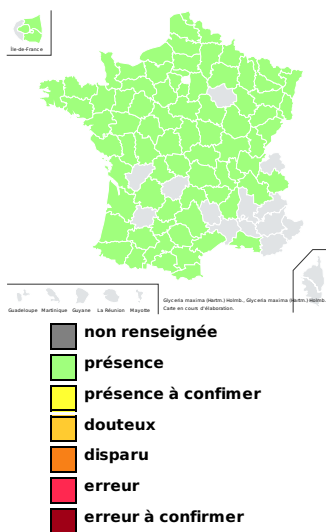 Île-de-France
Guadeloupe Martinique Guyane La Réunion Mayotte
Glyceria maxima (Hartm.) Holmb., Glyceria maxima (Hartm.) Holmb.
Carte en cours d'élaboration.
non renseignée
présence
présence à confimer
douteux
disparu
erreur
erreur à confirmer